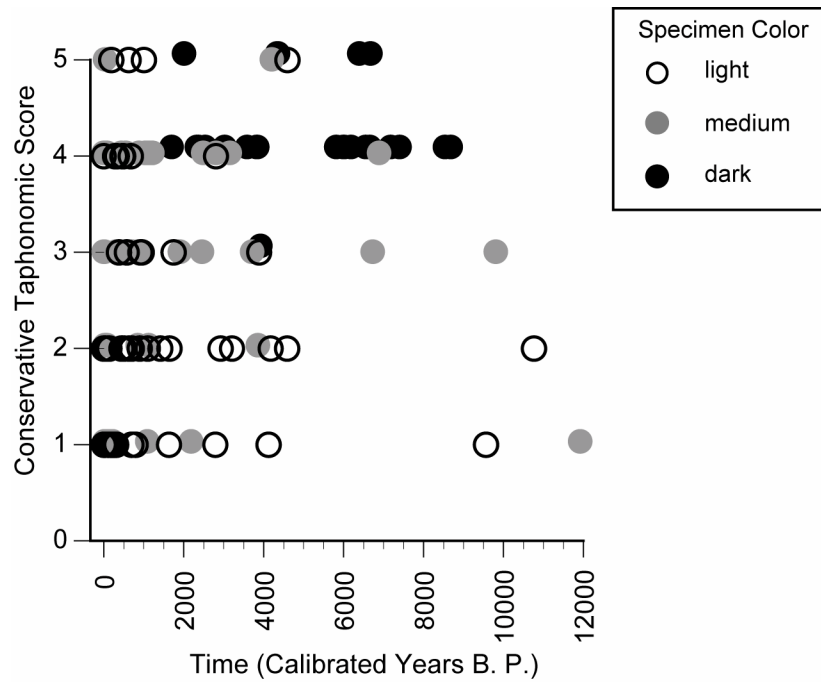 Specimen Color
light
medium
dark
Conservative Taphonomic Score
5
4
3
2
1
0
0
2000
4000
6000
8000
10000
12000
Time (Calibrated Years B. P.)